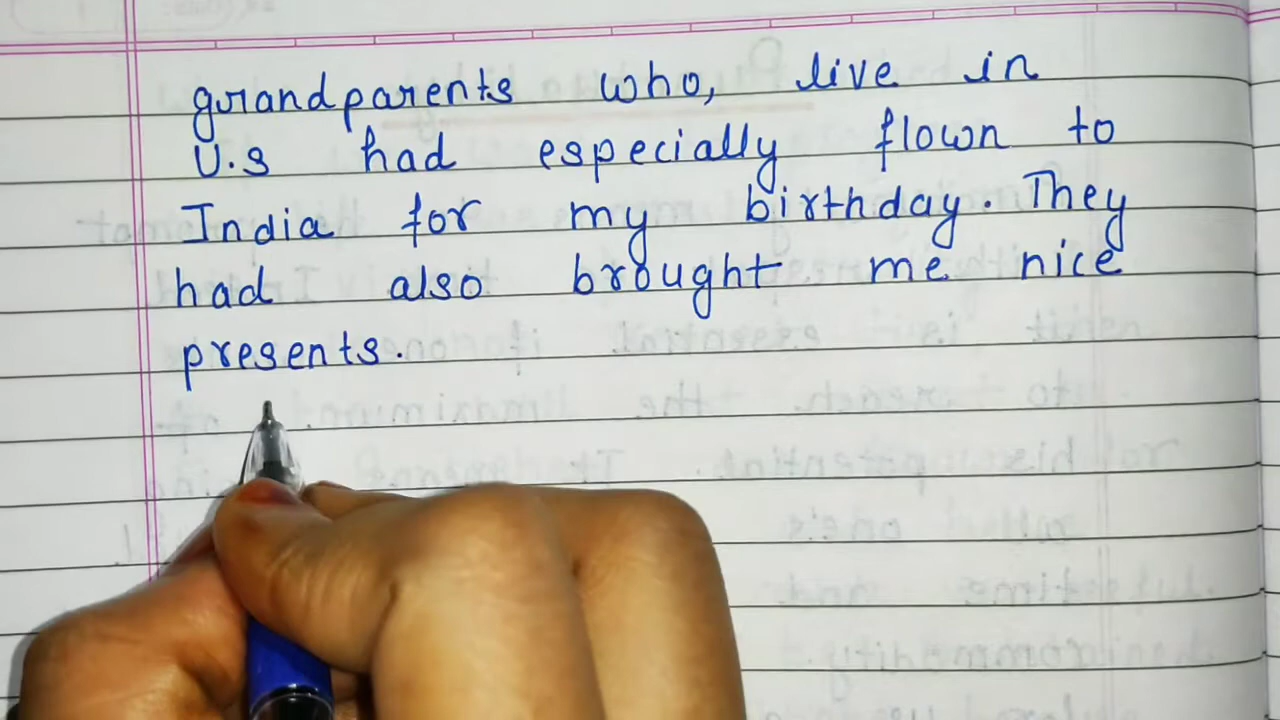 grandparents who, live in
U.s had especially flown to
India for my birthday. They
had also brought me nice
presents.